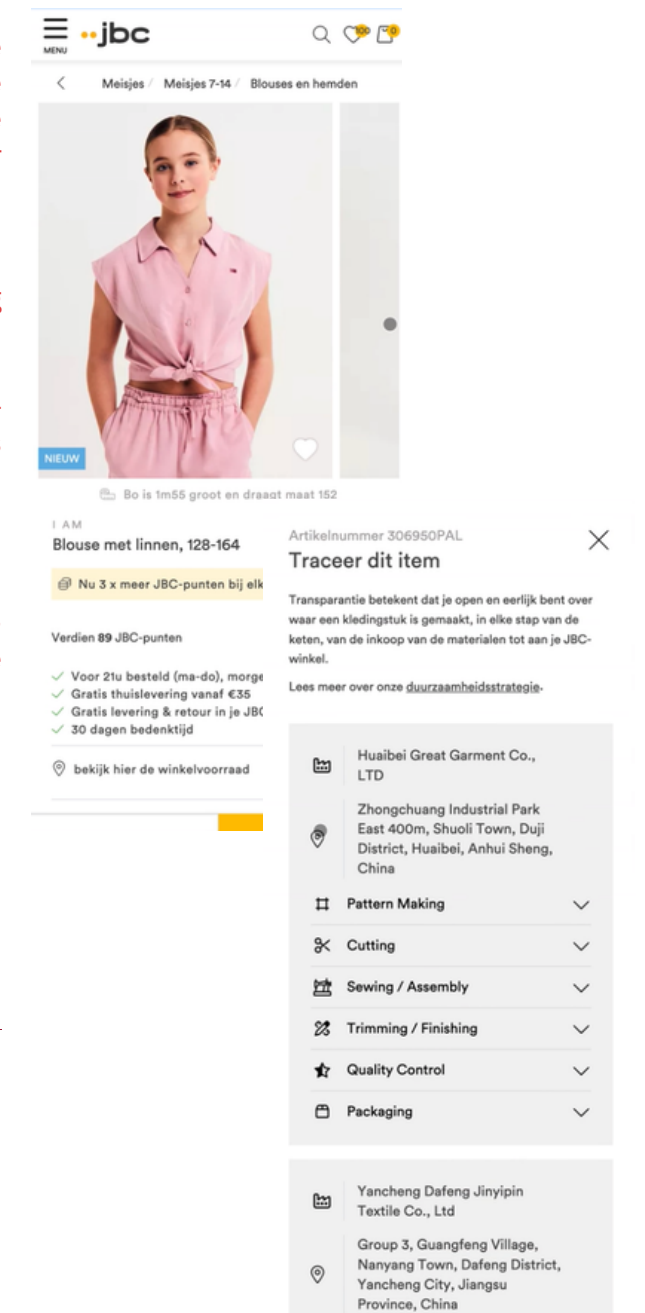 jbc
MENU
100
0
Meisjes / Meisjes 7-14 / Blouses en hemden
NIEUW
Bo is 1m55 groot en draagt maat 152
I AM
Blouse met linnen, 128-164
Nu 3 x meer JBC-punten bij elk
Verdien 89 JBC-punten
Voor 21u besteld (ma-do), morge
Gratis thuislevering vanaf €35
Gratis levering & retour in je JBC
30 dagen bedenktijd
bekijk hier de winkelvoorraad
Artikelnummer 306950PAL
Traceer dit item
Transparantie betekent dat je open en eerlijk bent over
waar een kledingstuk is gemaakt, in elke stap van de
keten, van de inkoop van de materialen tot aan je JBC-
winkel.
Lees meer over onze duurzaamheidsstrategie.
Huaibei Great Garment Co.,
LTD
Zhongchuang Industrial Park
East 400m, Shuoli Town, Duji
District, Huaibei, Anhui Sheng,
China
Pattern Making
Cutting
Sewing / Assembly
Trimming / Finishing
Quality Control
Packaging
Yancheng Dafeng Jinyipin
Textile Co., Ltd
Group 3, Guangfeng Village,
Nanyang Town, Dafeng District,
Yancheng City, Jiangsu
Province, China